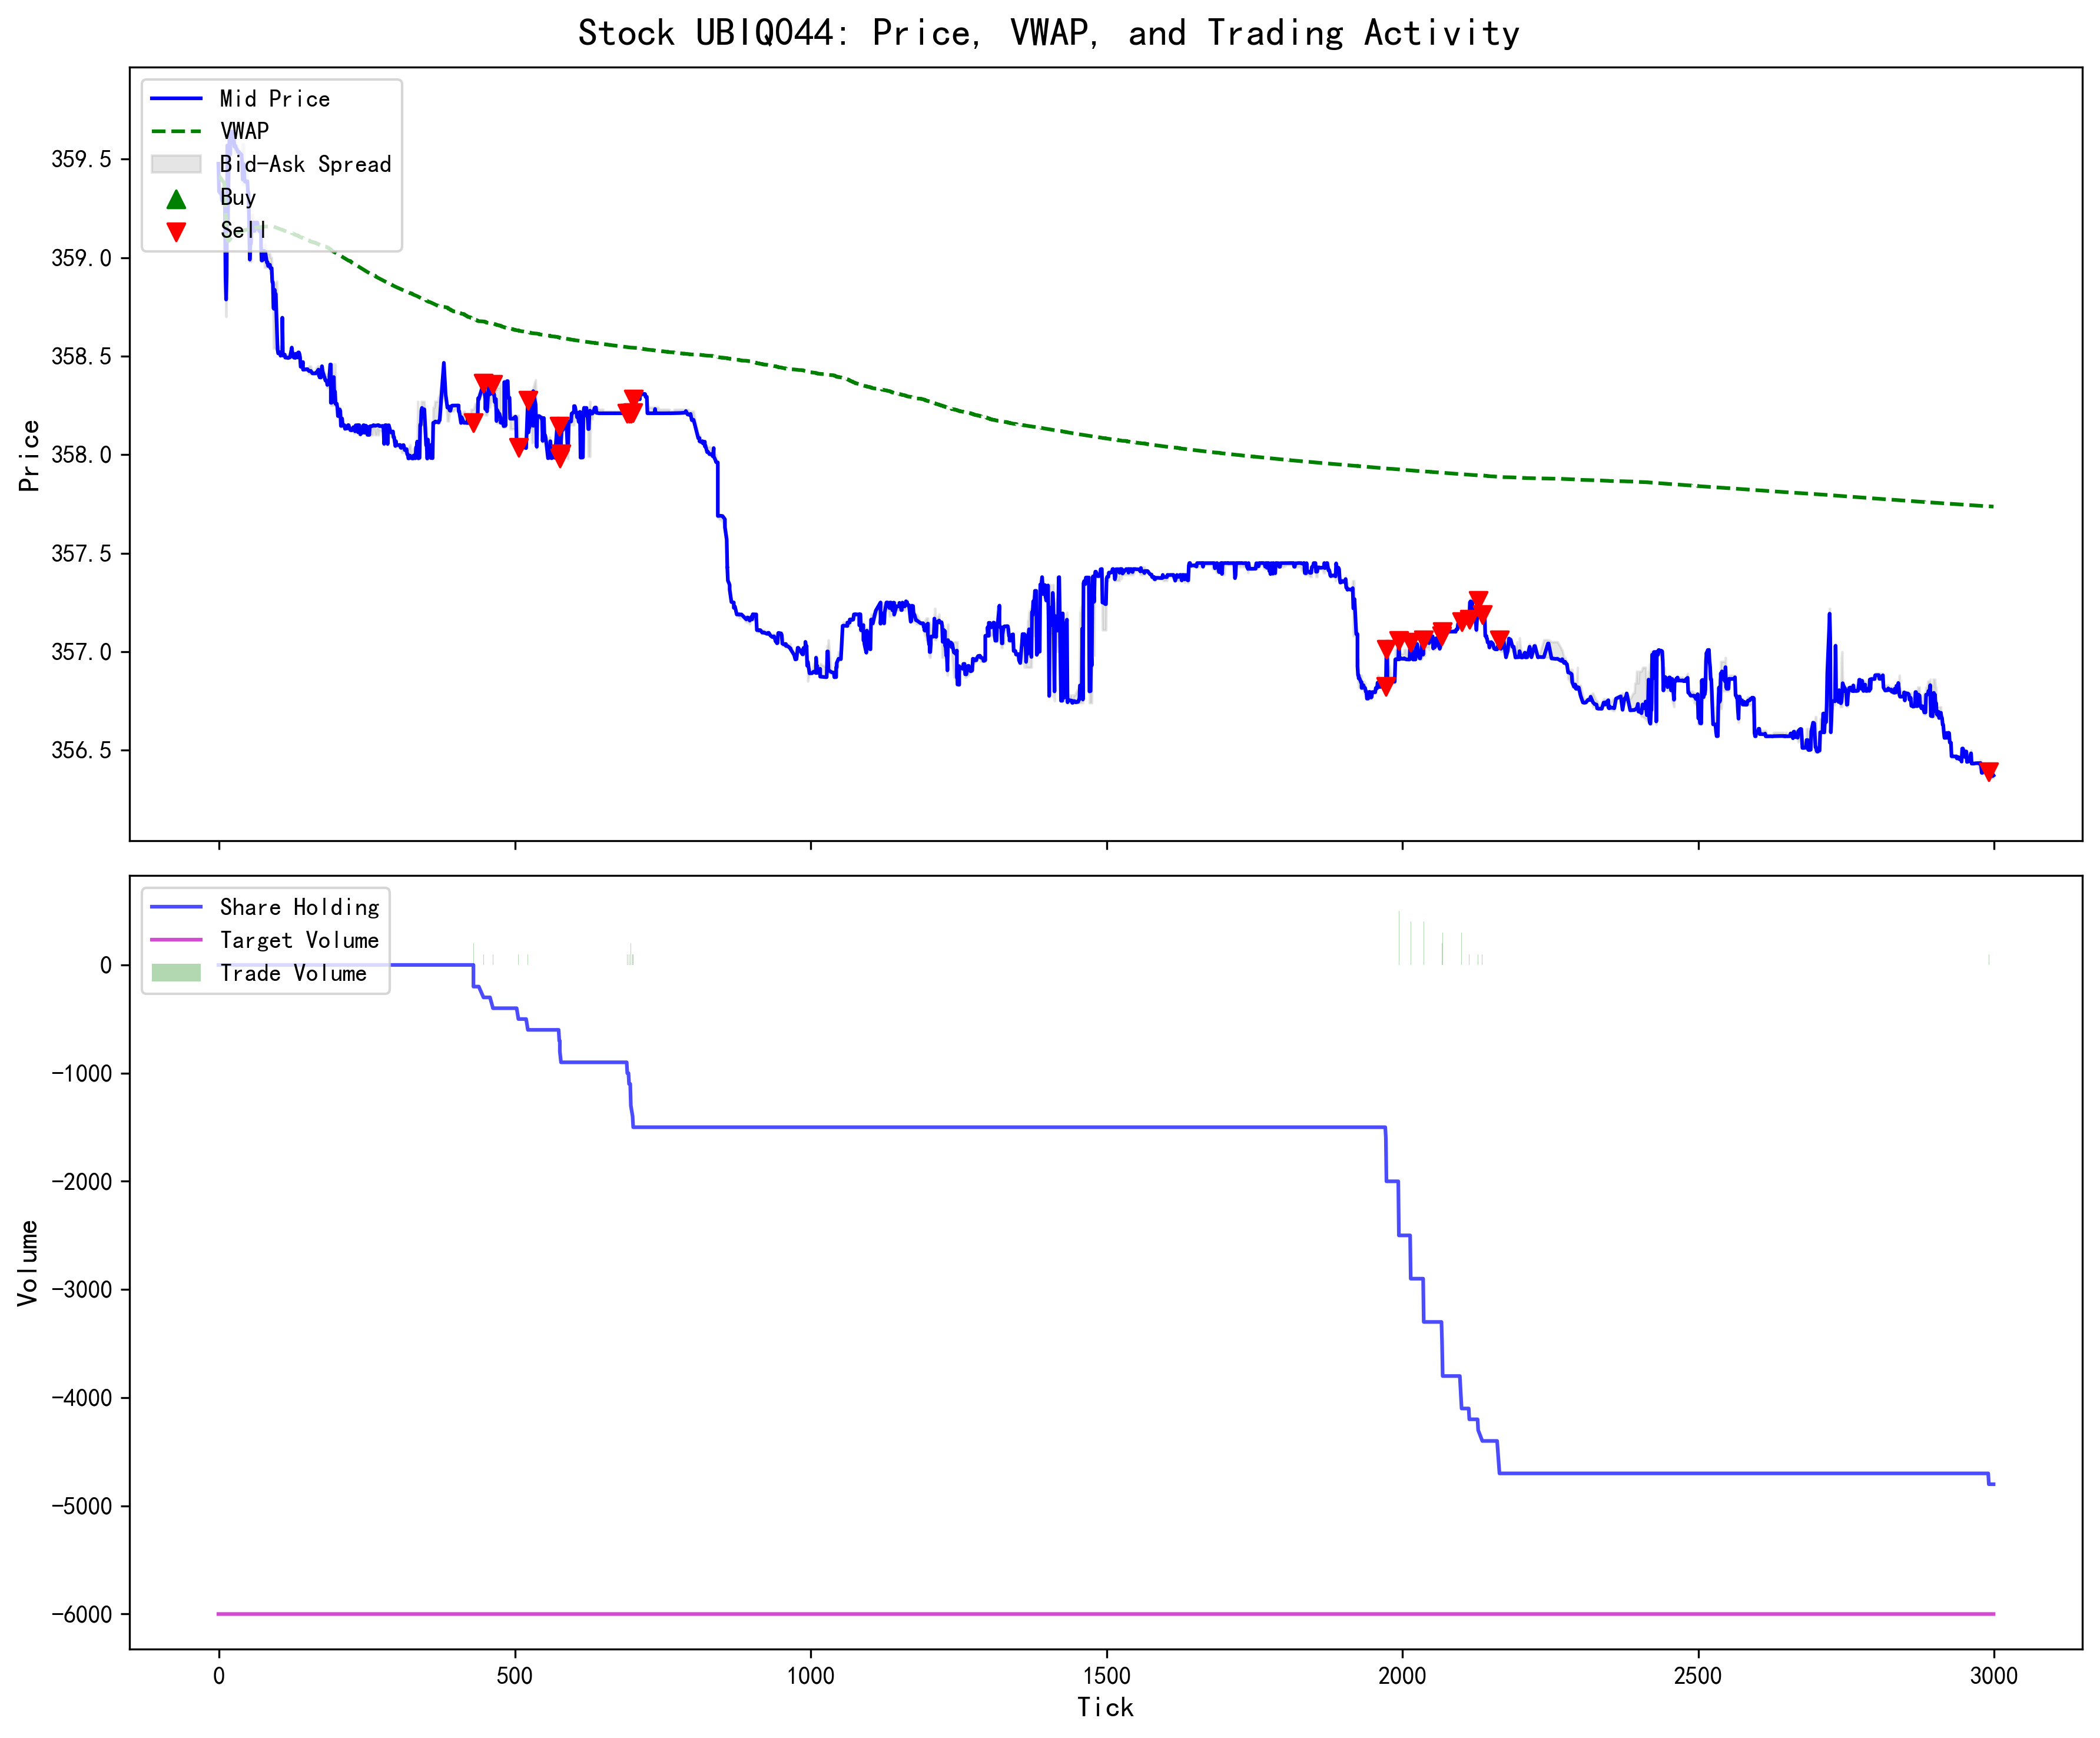 Stock UBIQ044: Price, VWAP, and Trading Activity
Mid Price
VWAP
Bid-Ask Spread
Buy
Sell
359.5
359.0
358.5
358.0
357.5
357.0
356.5
Price
Share Holding
Target Volume
Trade Volume
0
−1000
−2000
−3000
−4000
−5000
−6000
Volume
0 500 1000 1500 2000 2500 3000
Tick